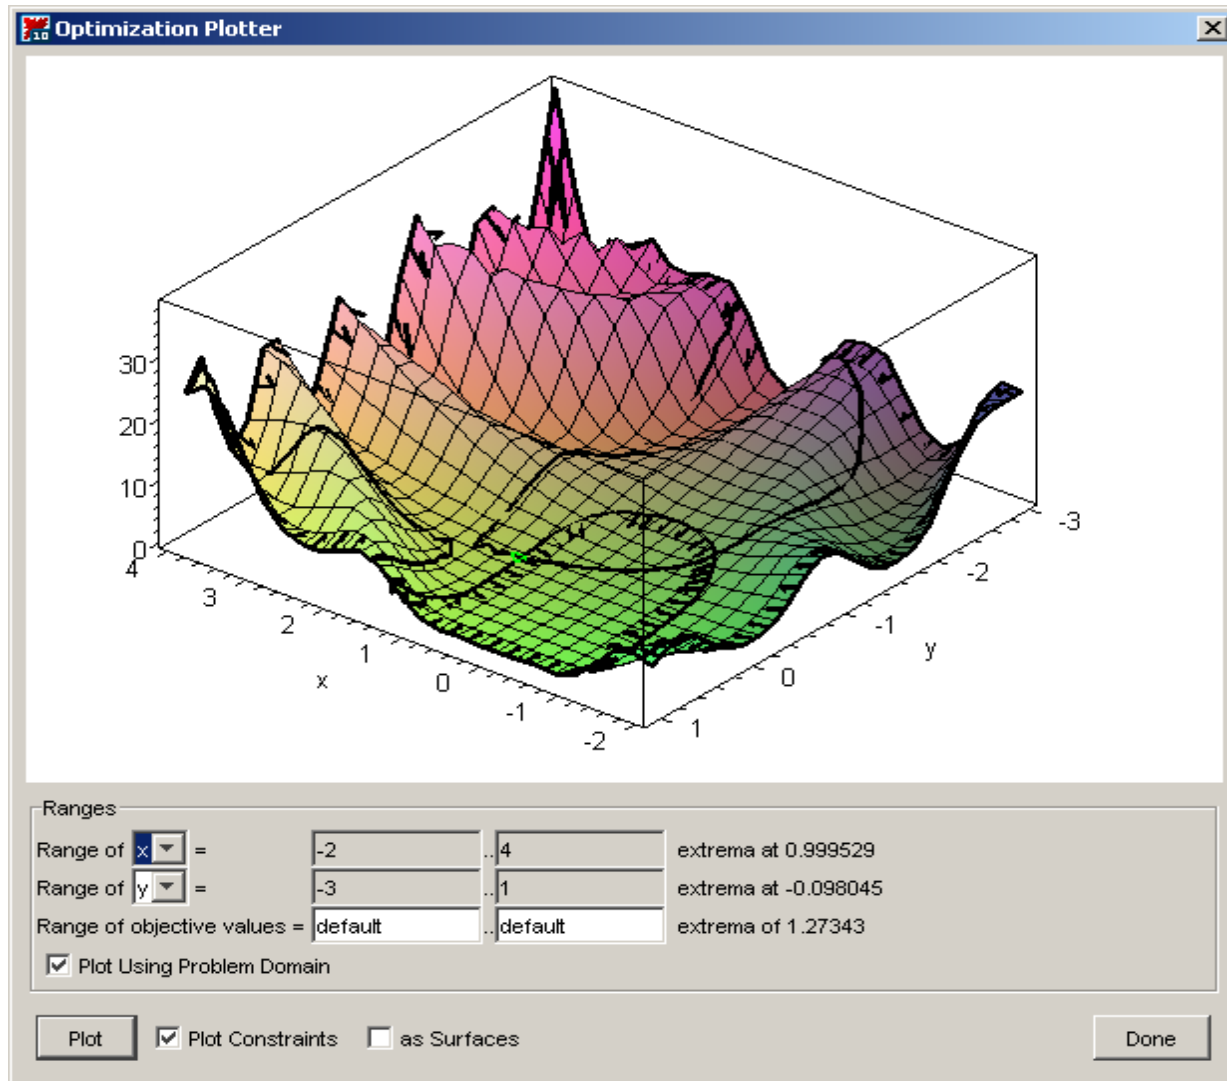 10 Optimization Plotter
30
20
10
0
4
3
2
1
0
-1
-2
x
1
0
-1
-2
-3
y
Ranges
Range of x = -2 .. 4 extrema at 0.999529
Range of y = -3 .. 1 extrema at -0.098045
Range of objective values = default .. default extrema of 1.27343
Plot Using Problem Domain
Plot Plot Constraints as Surfaces Done